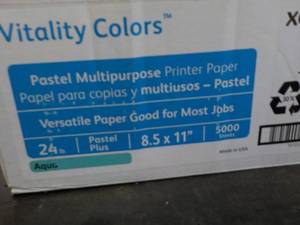 Vitality Colors™
Pastel Multipurpose Printer Paper
Papel para copias y multiusos – Pastel
Versatile Paper Good for Most Jobs
24 lb. Pastel Plus 8.5 x 11" 5000 Sheets
Aqua
Made in USA